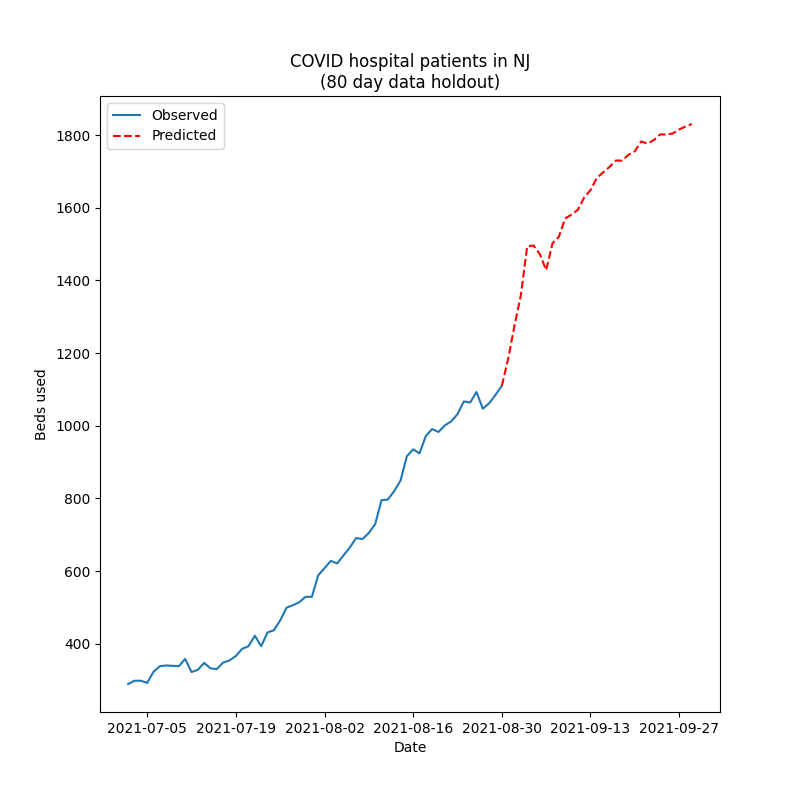 COVID hospital patients in NJ
(80 day data holdout)
Observed
Predicted
1800
1600
1400
1200
1000
800
600
400
Beds used
2021-07-05 2021-07-19 2021-08-02 2021-08-16 2021-08-30 2021-09-13 2021-09-27
Date